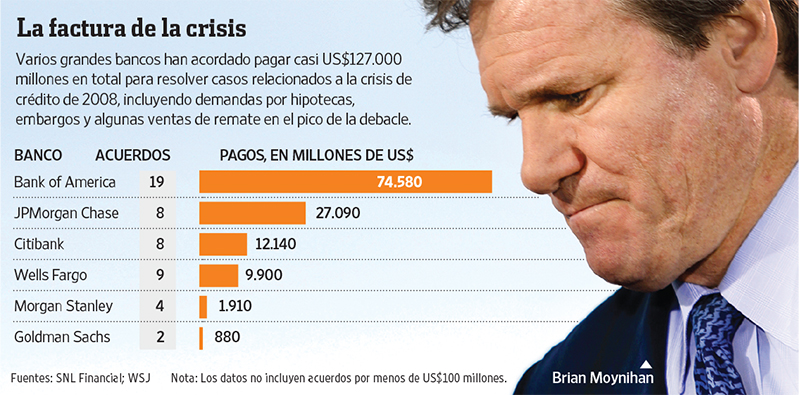 La factura de la crisis
Varios grandes bancos han acordado pagar casi US$127.000
millones en total para resolver casos relacionados a la crisis de
crédito de 2008, incluyendo demandas por hipotecas,
embargos y algunas ventas de remate en el pico de la debacle.
BANCO ACUERDOS PAGOS, EN MILLONES DE US$
Bank of America 19 74.580
JPMorgan Chase 8 27.090
Citibank 8 12.140
Wells Fargo 9 9.900
Morgan Stanley 4 1.910
Goldman Sachs 2 880
Fuentes: SNL Financial; WSJ Nota: Los datos no incluyen acuerdos por menos de US$100 millones.
Brian Moynihan